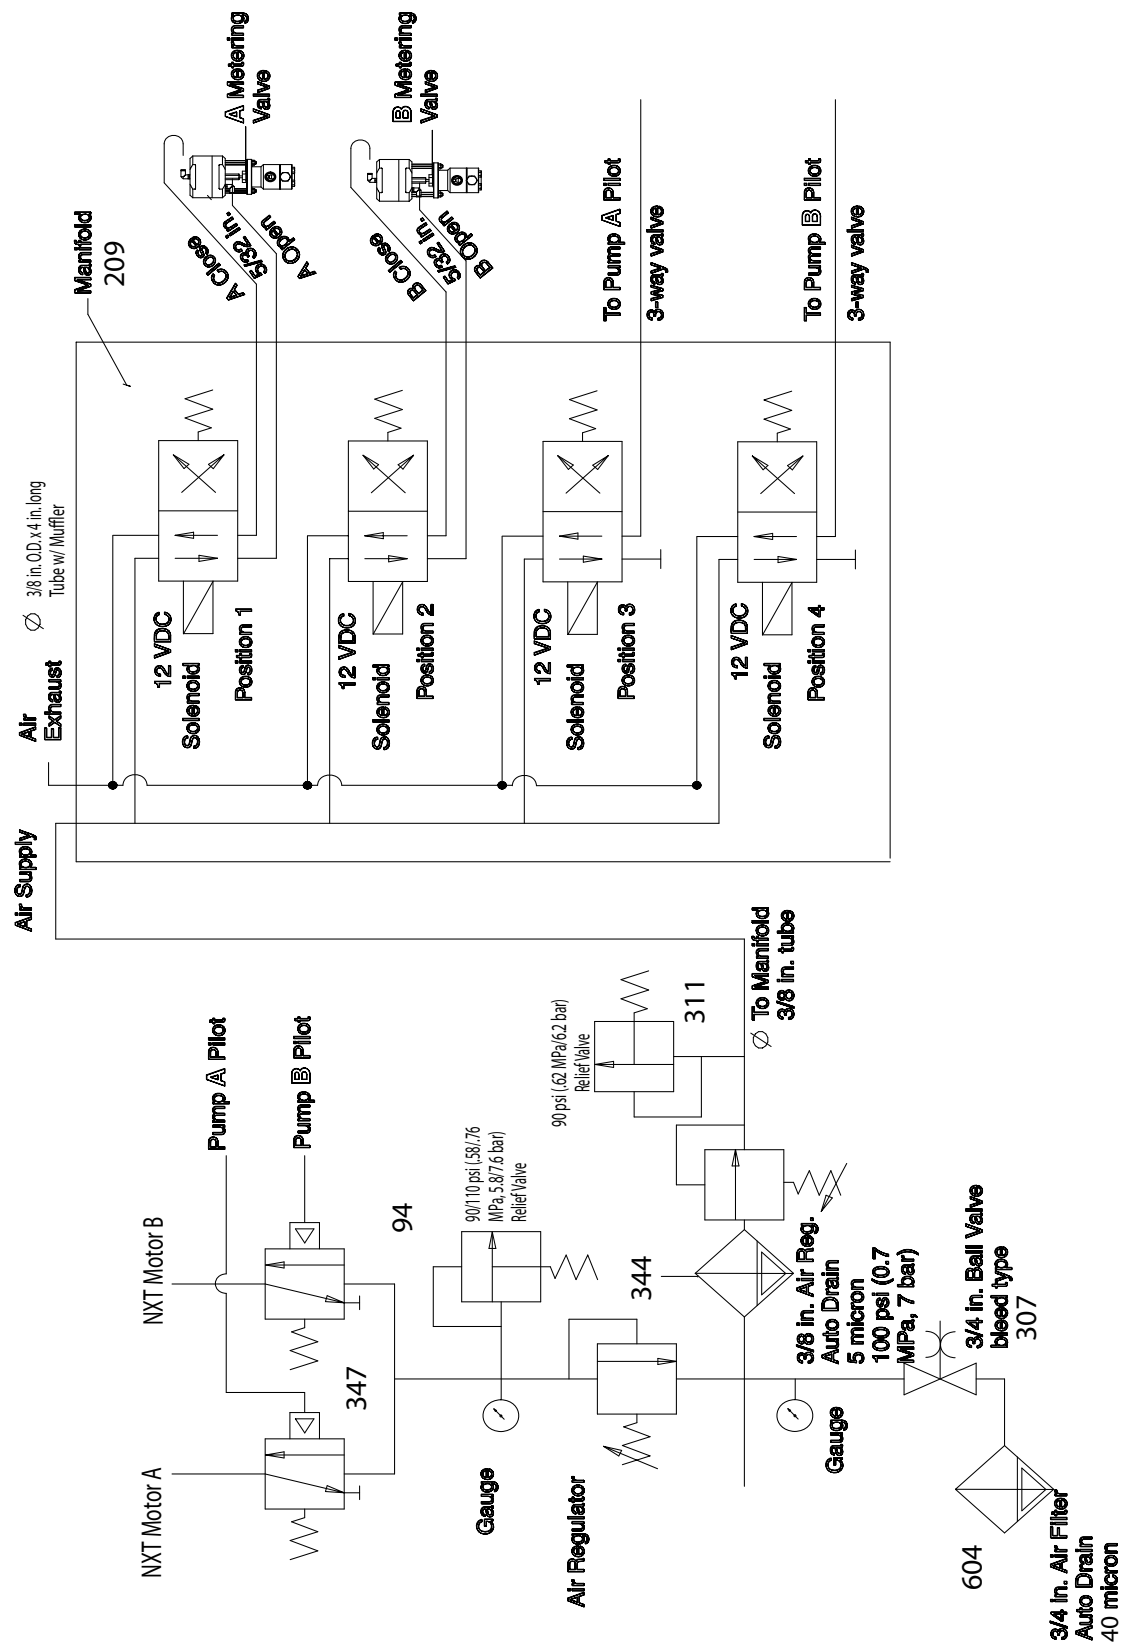 Air Supply
Air
Exhaust
Ø 3/8 in. O.D. x 4 in. long
Tube w/ Muffler
Manifold
209
A Metering
Valve
A Close
5/32 in.
A Open
B Metering
Valve
B Close
5/32 in.
B Open
To Pump A Pilot
3-way valve
To Pump B Pilot
3-way valve
12 VDC
Solenoid
Position 1
12 VDC
Solenoid
Position 2
12 VDC
Solenoid
Position 3
12 VDC
Solenoid
Position 4
NXT Motor A
NXT Motor B
Pump A Pilot
Pump B Pilot
347
94
90/110 psi (.58/.76
MPa, 5.8/7.6 bar)
Relief Valve
90 psi (.62 MPa/6.2 bar)
Relief Valve
311
Ø To Manifold
3/8 in. tube
Gauge
Air Regulator
344
3/8 in. Air Reg.
Auto Drain
5 micron
100 psi (0.7
MPa, 7 bar)
Gauge
3/4 in. Ball Valve
bleed type
307
604
3/4 in. Air Filter
Auto Drain
40 micron